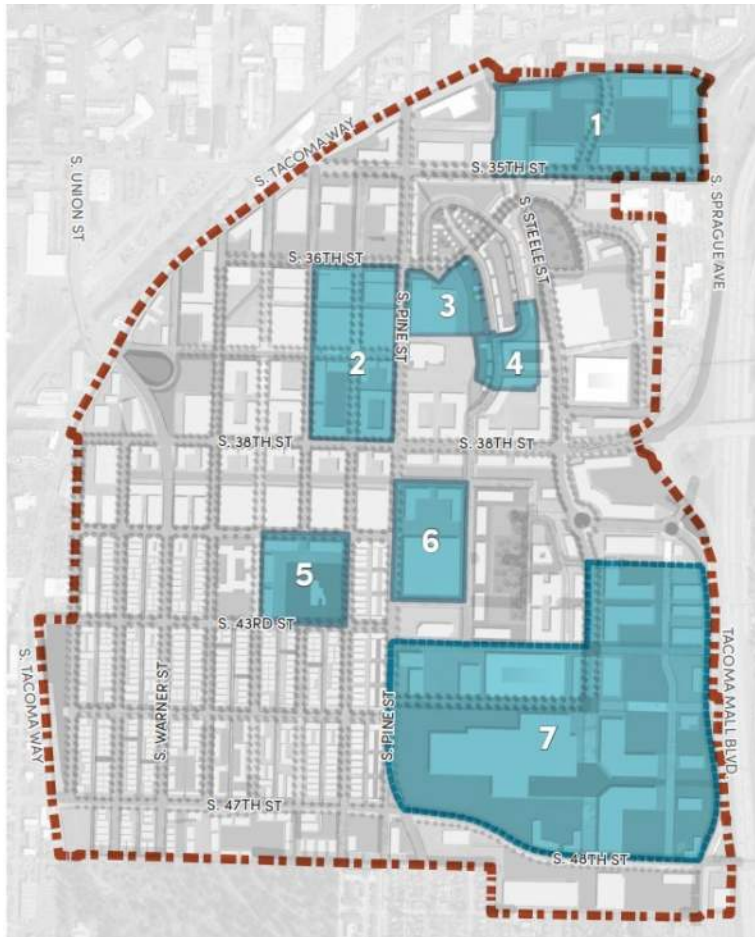 1
S. TACOMA WAY
S. 35TH ST
S. UNION ST
S. STEELE ST
S. SPRAGUE AVE
S. 36TH ST
S. PINE ST
3
2
4
S. 38TH ST
S. 38TH ST
6
5
S. 43RD ST
S. TACOMA WAY
S. WARNER ST
S. PINE ST
TACOMA MALL BLVD.
7
S. 47TH ST
S. 48TH ST